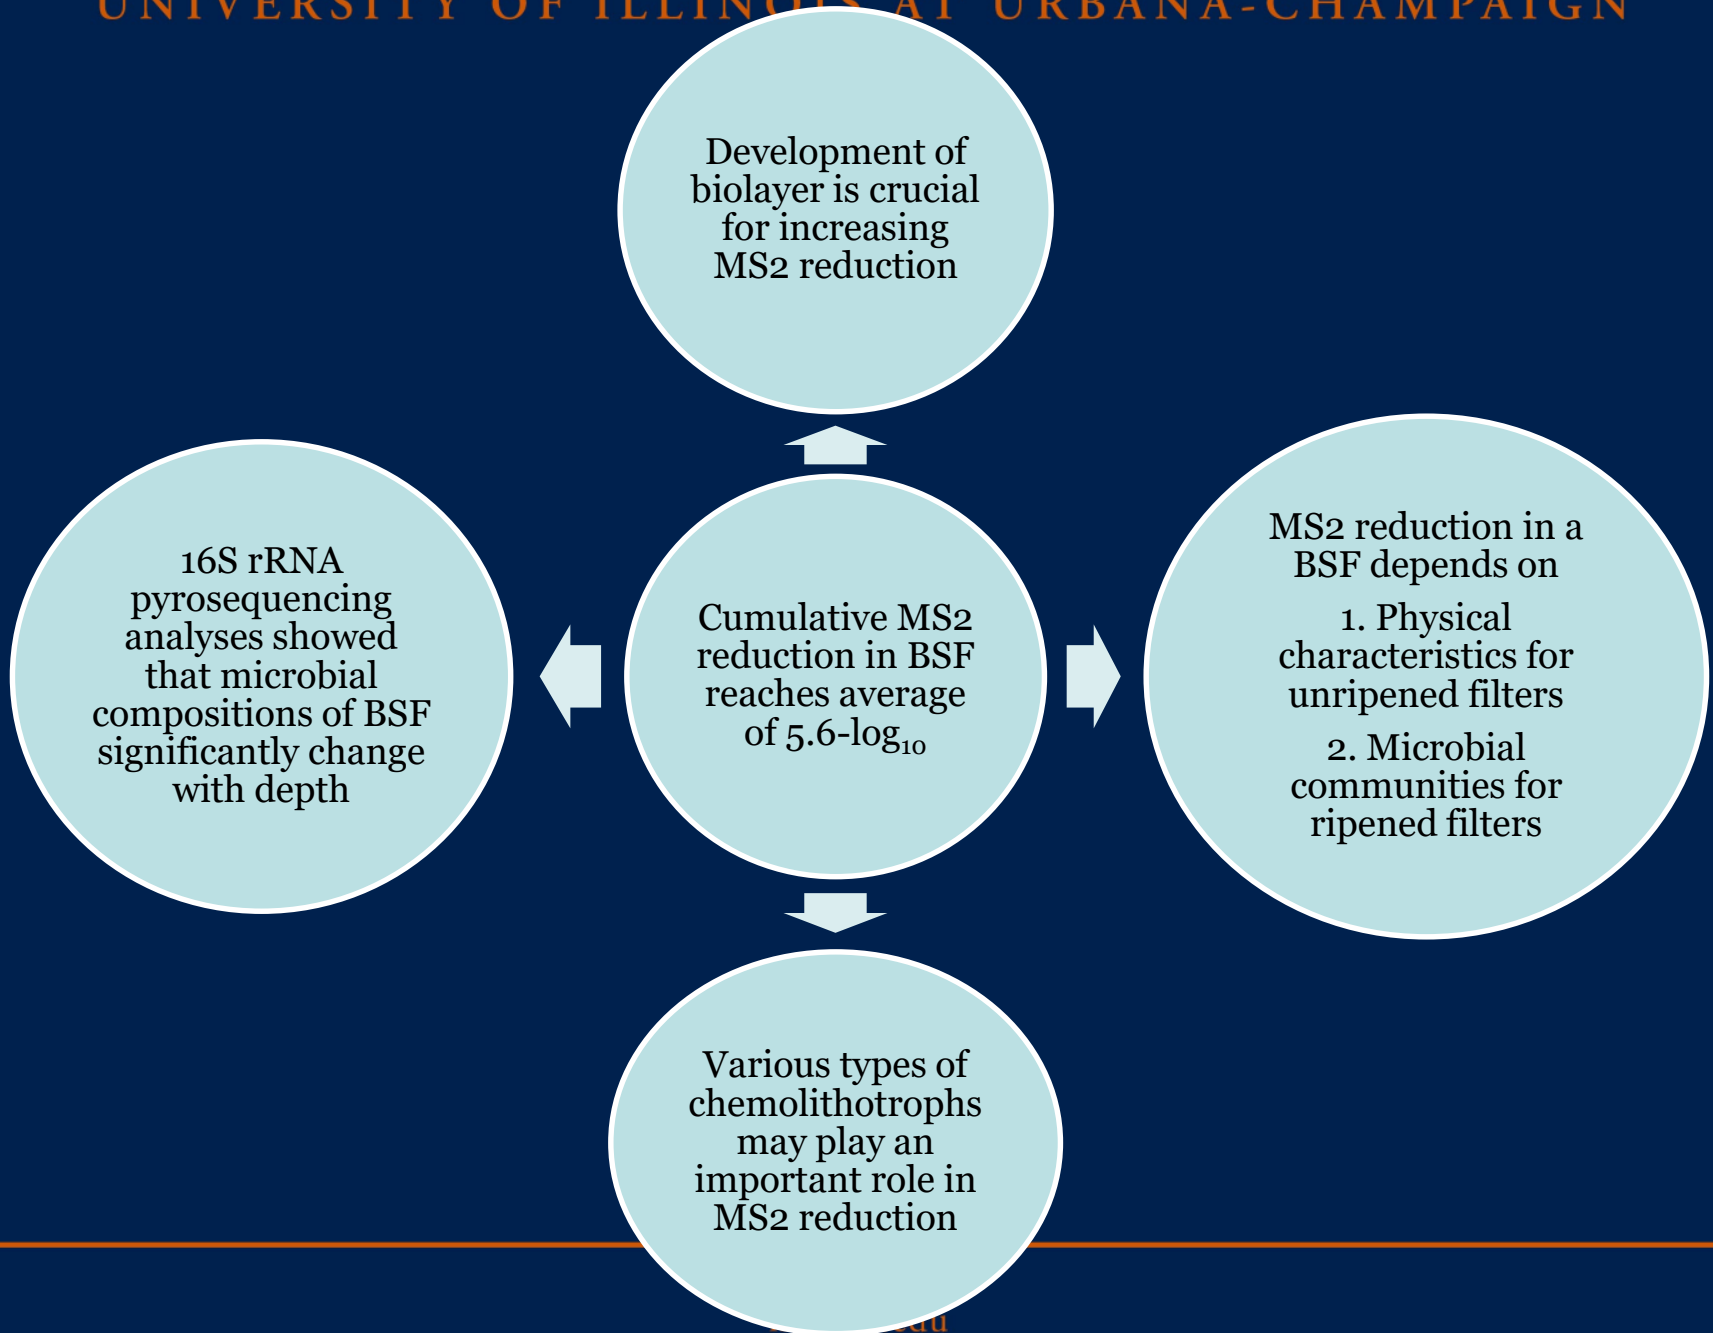 UNIVERSITY OF ILLINOIS AT URBANA-CHAMPAIGN
Development of
biolayer is crucial
for increasing
MS2 reduction
16S rRNA
pyrosequencing
analyses showed
that microbial
compositions of BSF
significantly change
with depth
Cumulative MS2
reduction in BSF
reaches average
of 5.6-log₁₀
MS2 reduction in a
BSF depends on
1. Physical
characteristics for
unripened filters
2. Microbial
communities for
ripened filters
Various types of
chemolithotrophs
may play an
important role in
MS2 reduction